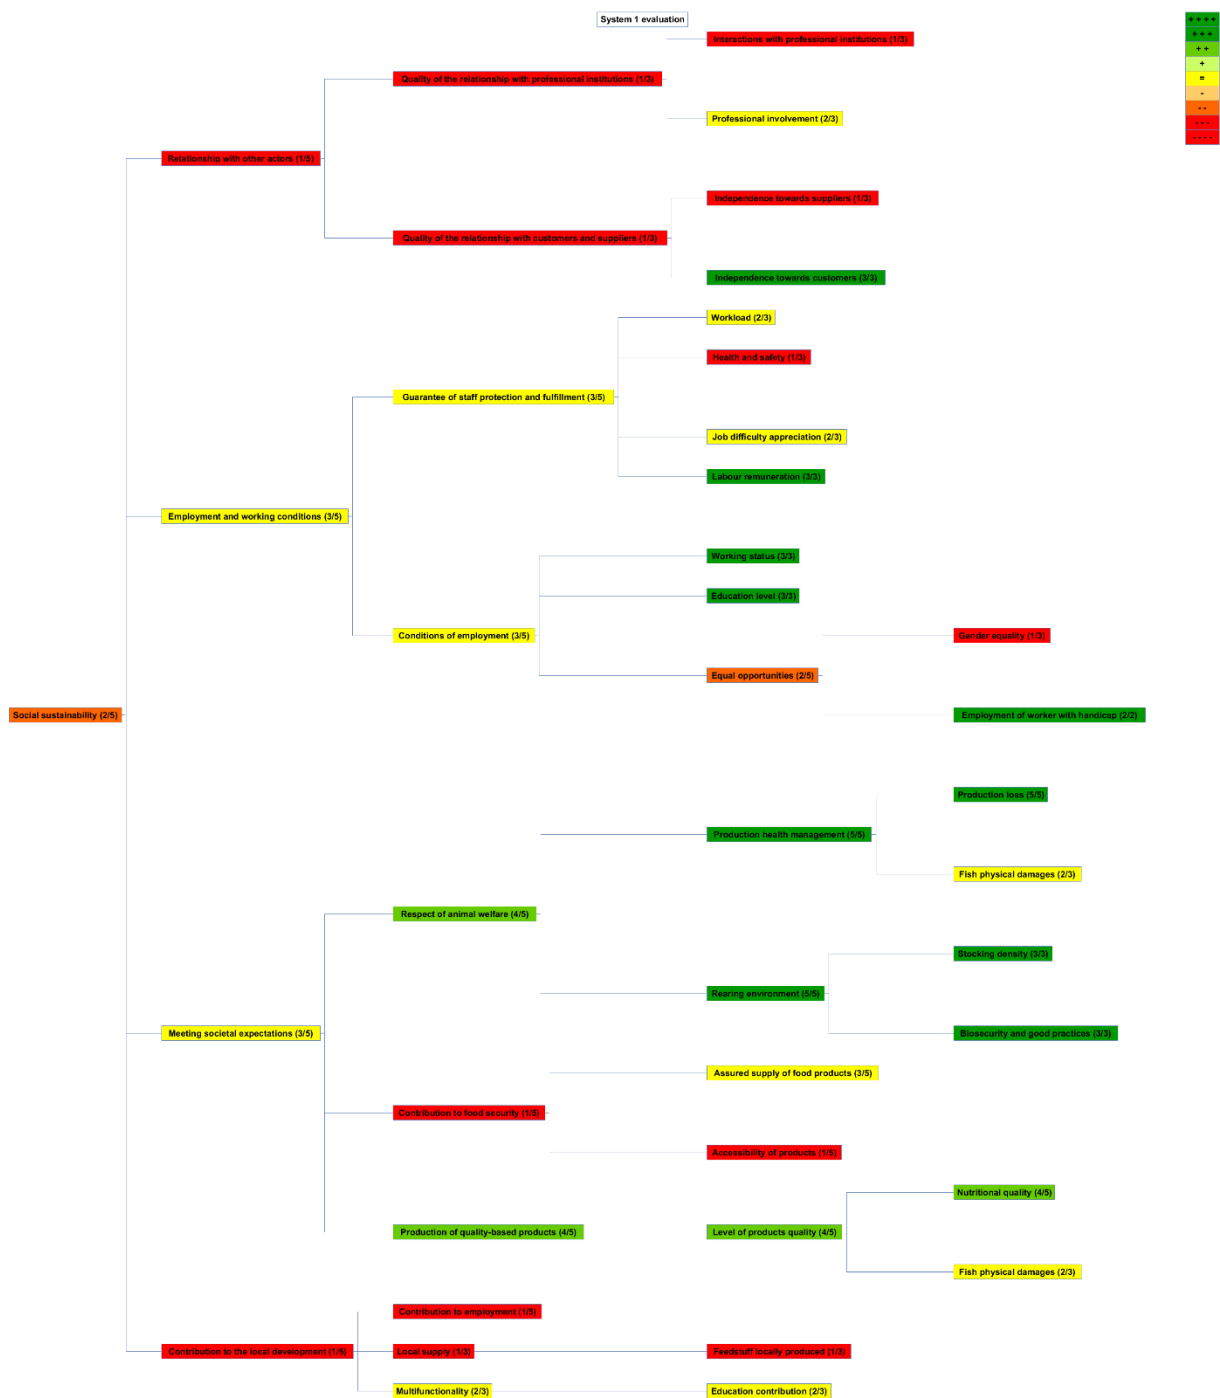 System 1 evaluation
+ + + +
+ + +
+ +
+
=
-
- -
- - -
- - - -
Interactions with professional institutions (1/3)
Quality of the relationship with professional institutions (1/3)
Professional involvement (2/3)
Relationship with other actors (1/5)
Independence towards suppliers (1/3)
Quality of the relationship with customers and suppliers (1/3)
Independence towards customers (3/3)
Workload (2/3)
Health and safety (1/3)
Guarantee of staff protection and fulfillment (3/5)
Job difficulty appreciation (2/3)
Labour remuneration (3/3)
Employment and working conditions (3/5)
Working status (3/3)
Education level (3/3)
Conditions of employment (3/5)
Gender equality (1/3)
Equal opportunities (2/5)
Social sustainability (2/5)
Employment of worker with handicap (2/2)
Production loss (5/5)
Production health management (5/5)
Fish physical damages (2/3)
Respect of animal welfare (4/5)
Stocking density (3/3)
Rearing environment (5/5)
Meeting societal expectations (3/5)
Biosecurity and good practices (3/3)
Assured supply of food products (3/5)
Contribution to food security (1/5)
Accessibility of products (1/5)
Nutritional quality (4/5)
Production of quality-based products (4/5)
Level of products quality (4/5)
Fish physical damages (2/3)
Contribution to employment (1/5)
Contribution to the local development (1/5)
Local supply (1/3)
Feedstuff locally produced (1/3)
Multifunctionality (2/3)
Education contribution (2/3)